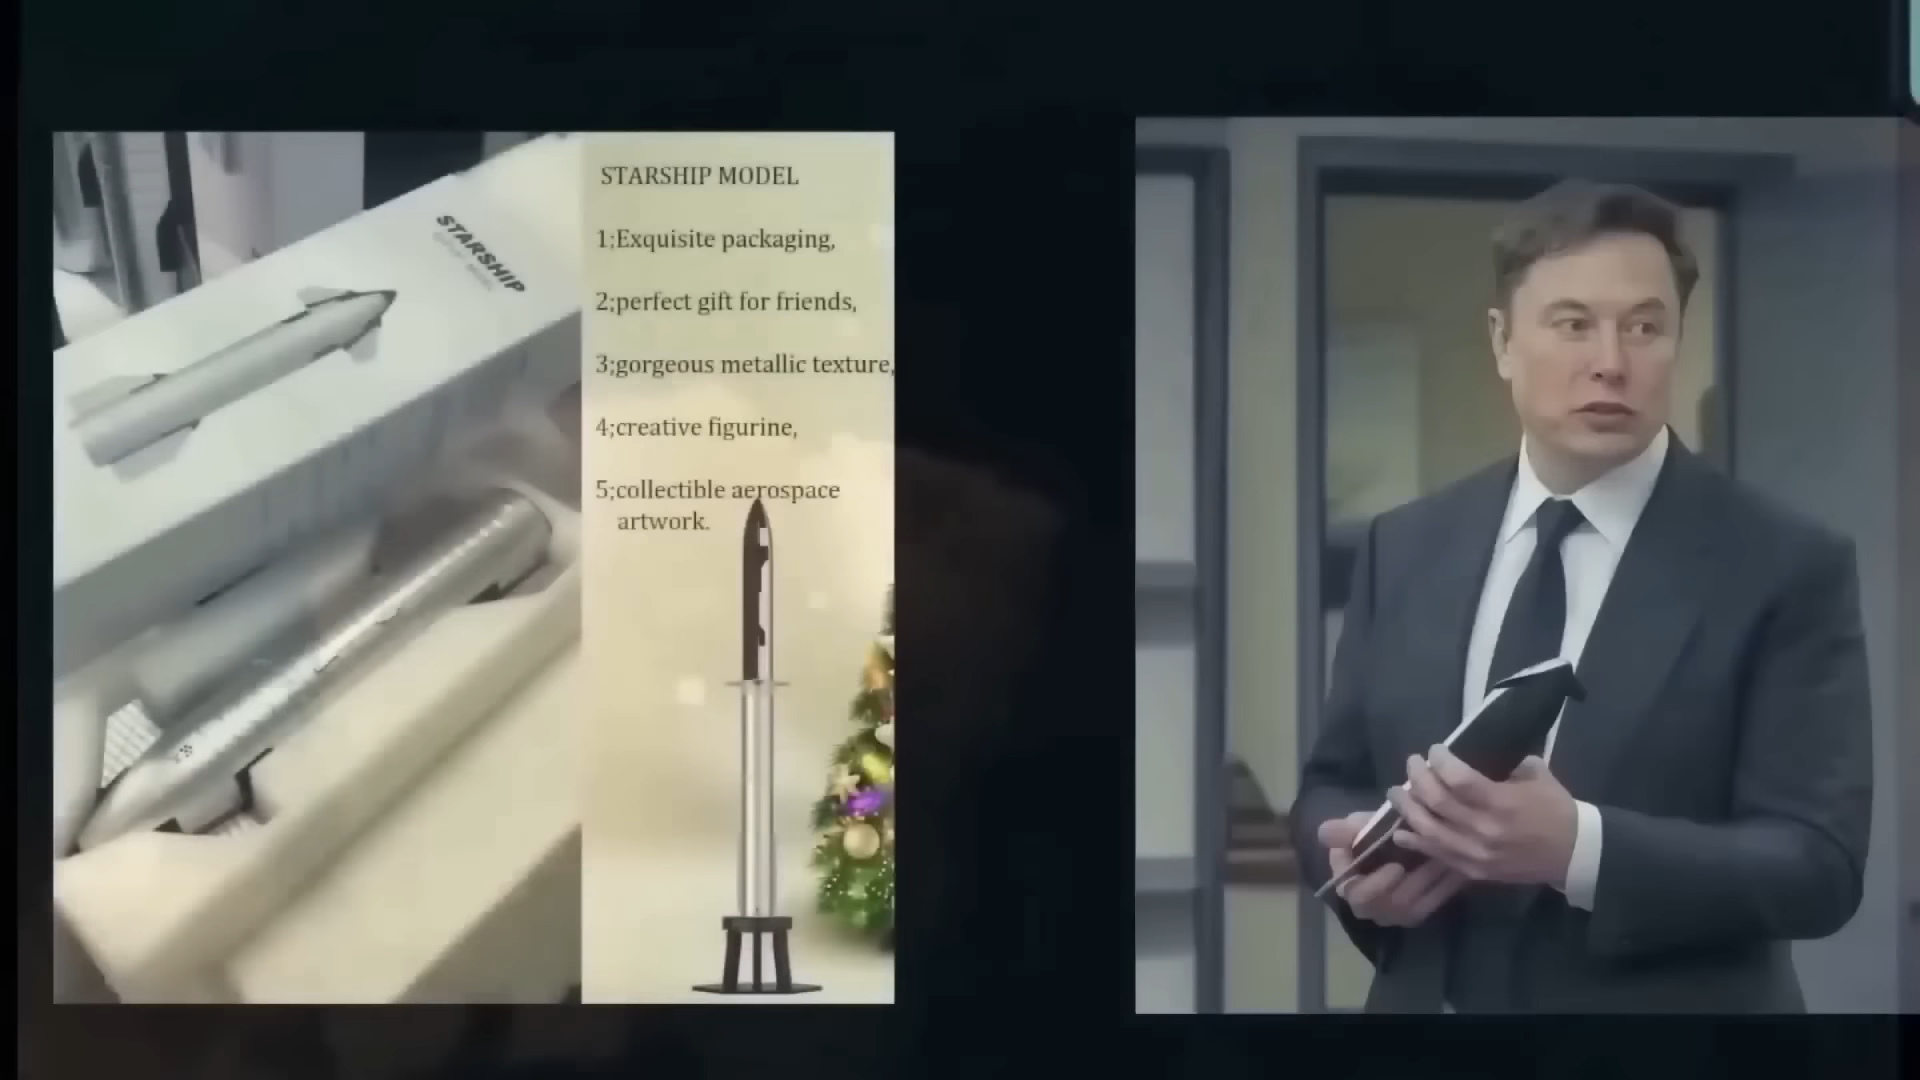 STARSHIP
STARSHIP MODEL
1;Exquisite packaging,
2;perfect gift for friends,
3;gorgeous metallic texture,
4;creative figurine,
5;collectible aerospace
artwork.